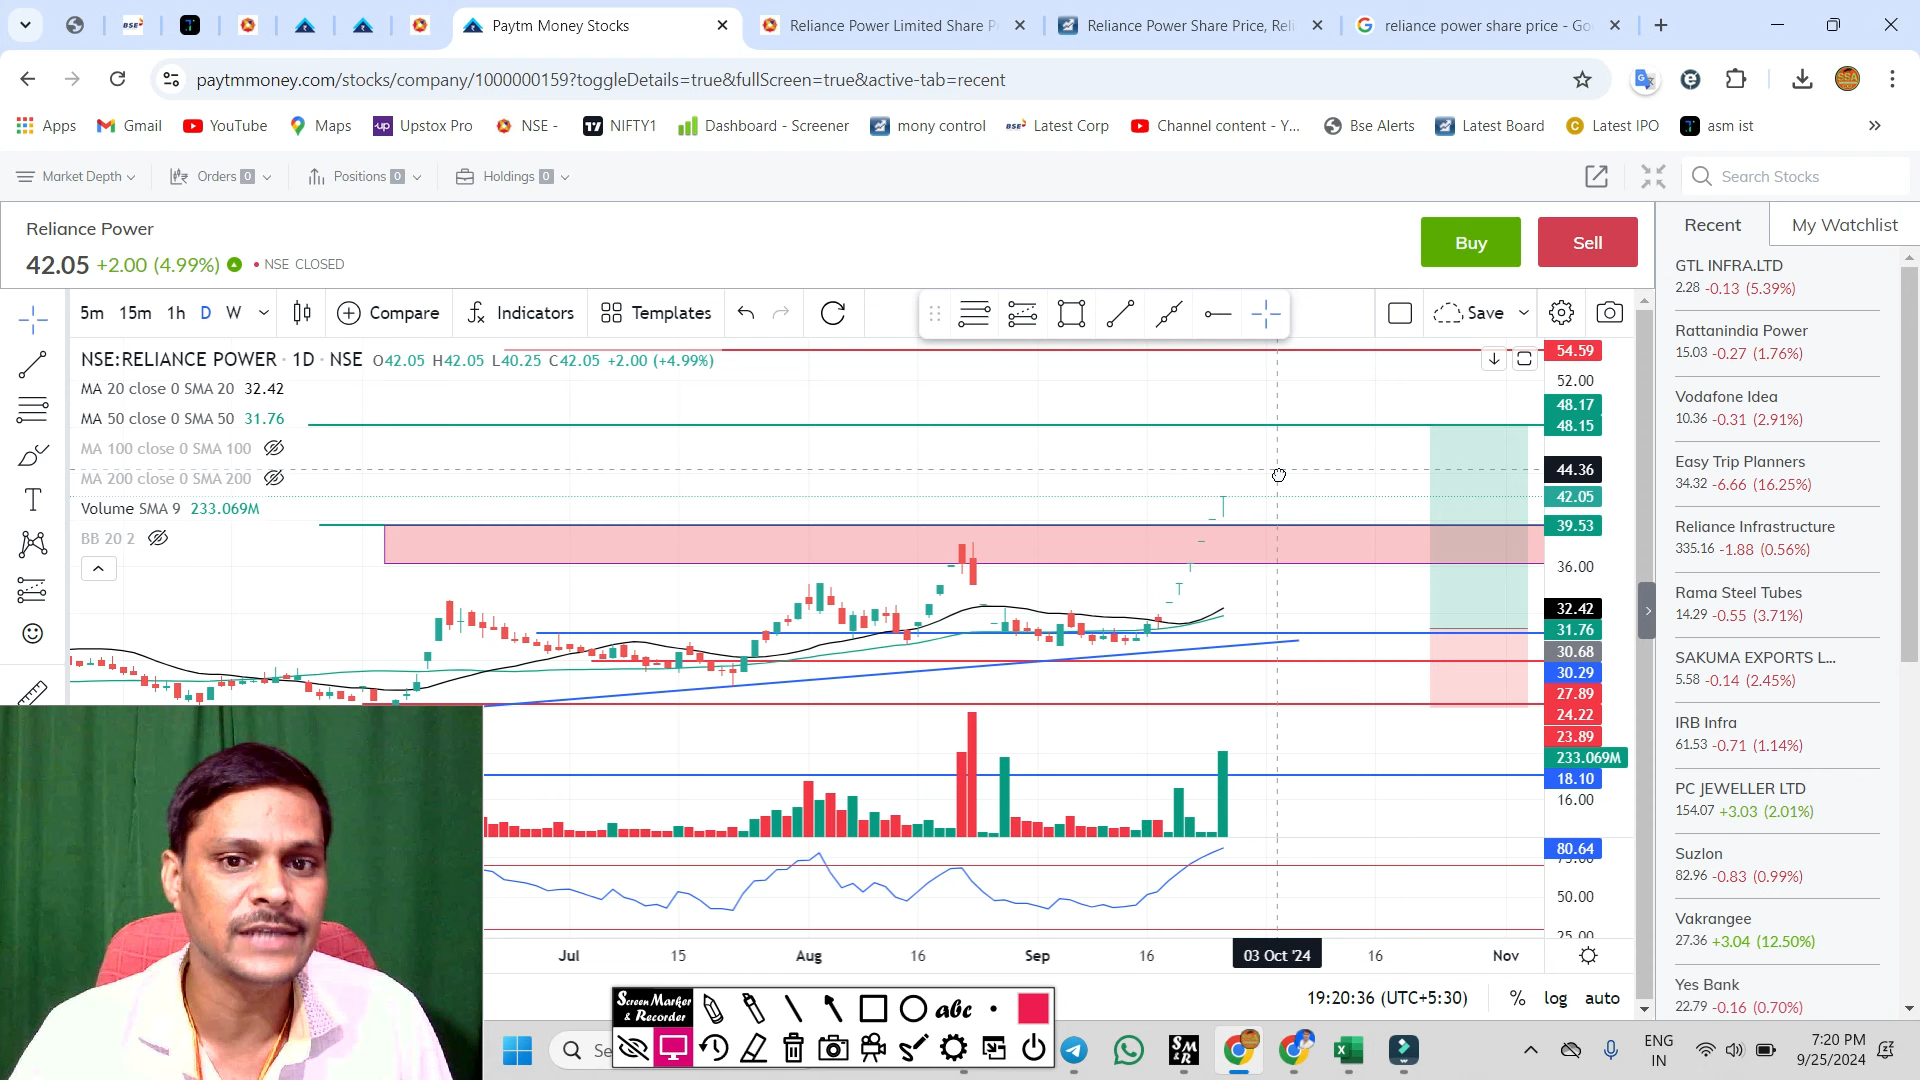 BSE
Paytm Money Stocks
Reliance Power Limited Share P
Reliance Power Share Price, Reli
reliance power share price - Go
paytmmoney.com/stocks/company/1000000159?toggleDetails=true&fullScreen=true&active-tab=recent
Apps
Gmail
YouTube
Maps
up
Upstox Pro
NSE -
NIFTY1
Dashboard - Screener
mony control
BSE
Latest Corp
Channel content - Y...
Bse Alerts
Latest Board
Latest IPO
asm ist
Market Depth
Orders 0
Positions 0
Holdings 0
Search Stocks
Reliance Power
42.05 +2.00 (4.99%)
NSE CLOSED
Buy
Sell
Recent
My Watchlist
5m 15m 1h D W
Compare
Indicators
Templates
Save
NSE:RELIANCE POWER · 1D · NSE O42.05 H42.05 L40.25 C42.05 +2.00 (+4.99%)
MA 20 close 0 SMA 20 32.42
MA 50 close 0 SMA 50 31.76
MA 100 close 0 SMA 100
MA 200 close 0 SMA 200
Volume SMA 9 233.069M
BB 20 2
54.59
52.00
48.17
48.15
44.36
42.05
39.53
36.00
32.42
31.76
30.68
30.29
27.89
24.22
23.89
233.069M
18.10
16.00
80.64
75.00
50.00
25.00
Jul
15
Aug
16
Sep
16
03 Oct '24
16
Nov
19:20:36 (UTC+5:30)
% log auto
GTL INFRA.LTD
2.28 -0.13 (5.39%)
Rattanindia Power
15.03 -0.27 (1.76%)
Vodafone Idea
10.36 -0.31 (2.91%)
Easy Trip Planners
34.32 -6.66 (16.25%)
Reliance Infrastructure
335.16 -1.88 (0.56%)
Rama Steel Tubes
14.29 -0.55 (3.71%)
SAKUMA EXPORTS L...
5.58 -0.14 (2.45%)
IRB Infra
61.53 -0.71 (1.14%)
PC JEWELLER LTD
154.07 +3.03 (2.01%)
Suzlon
82.96 -0.83 (0.99%)
Vakrangee
27.36 +3.04 (12.50%)
Yes Bank
22.79 -0.16 (0.70%)
Screen Marker
& Recorder
abc
Se
SM
&R
ENG
IN
7:20 PM
9/25/2024